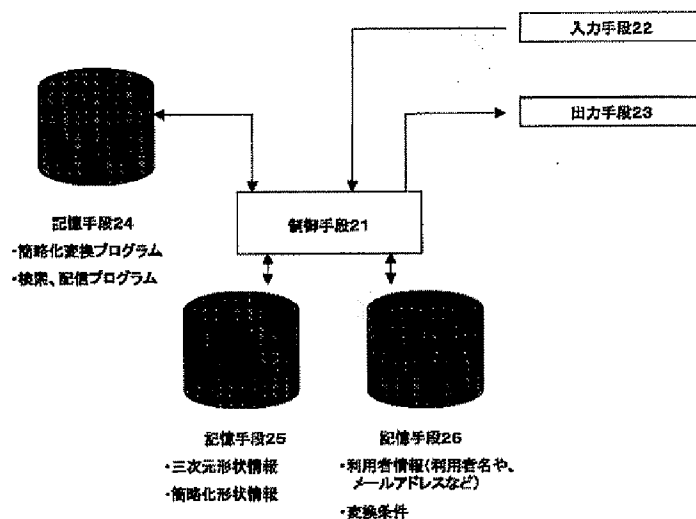 入力手段22
出力手段23
記憶手段24
・簡略化変換プログラム
・検索、配信プログラム
制御手段21
記憶手段25
・三次元形状情報
・簡略化形状情報
記憶手段26
・利用者情報(利用者名や、
メールアドレスなど)
・変換条件